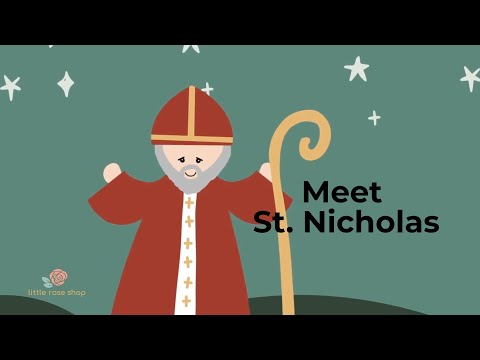 Meet
St. Nicholas
little rose shop